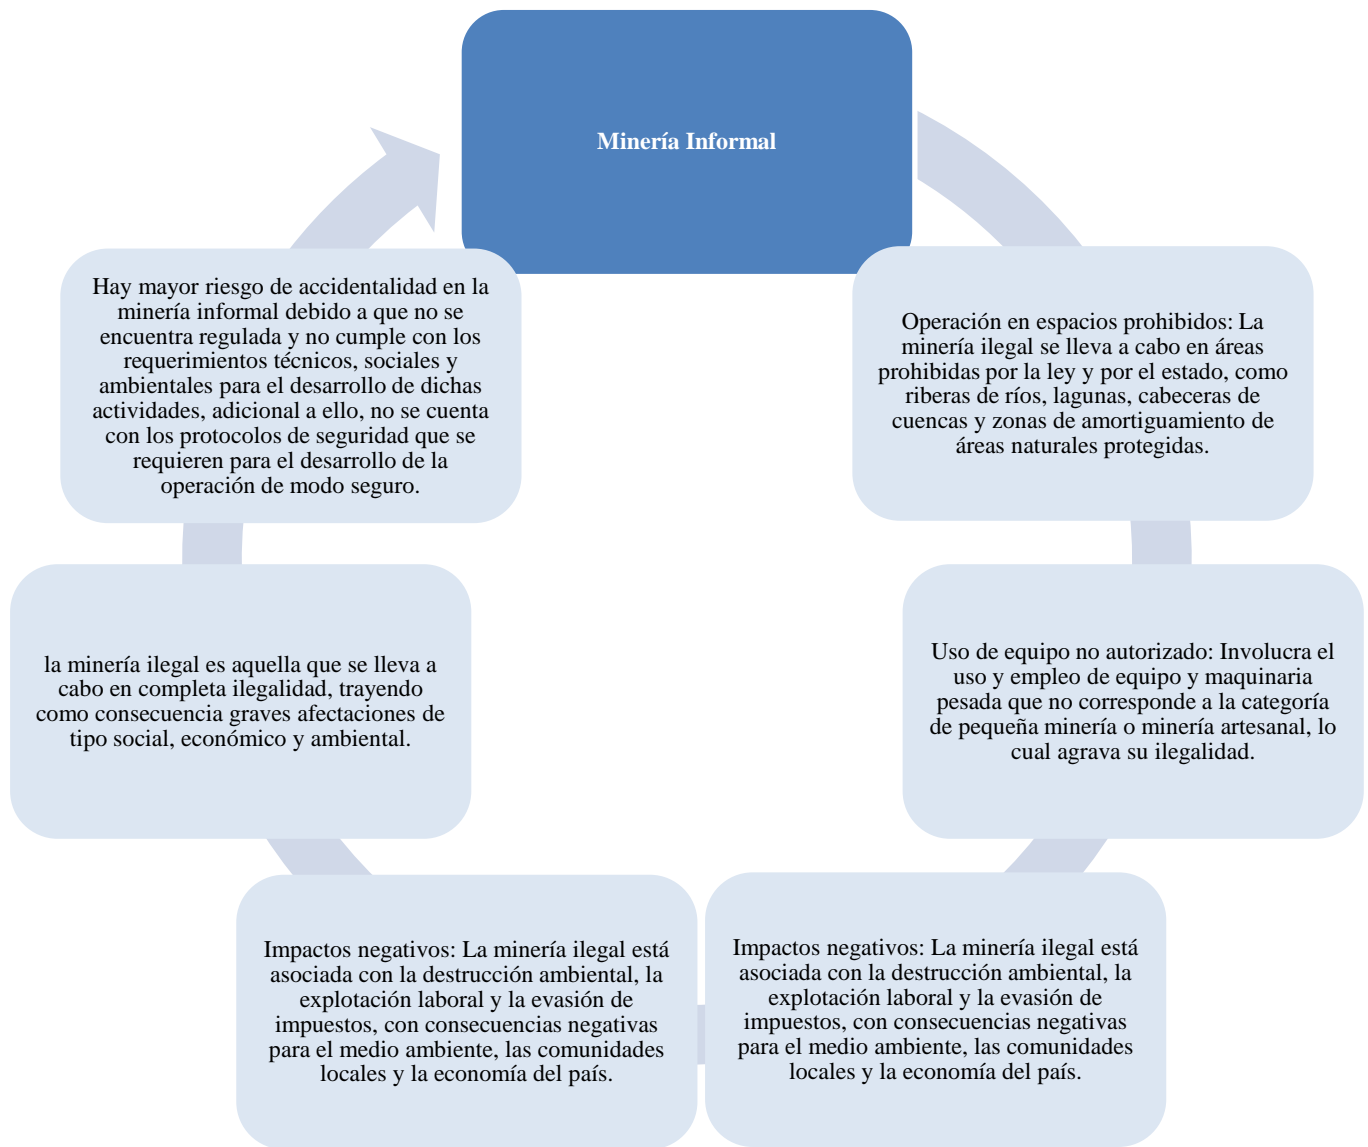 Minería Informal
Operación en espacios prohibidos: La
minería ilegal se lleva a cabo en áreas
prohibidas por la ley y por el estado, como
riberas de ríos, lagunas, cabeceras de
cuencas y zonas de amortiguamiento de
áreas naturales protegidas.
Uso de equipo no autorizado: Involucra el
uso y empleo de equipo y maquinaria
pesada que no corresponde a la categoría
de pequeña minería o minería artesanal, lo
cual agrava su ilegalidad.
Impactos negativos: La minería ilegal está
asociada con la destrucción ambiental, la
explotación laboral y la evasión de
impuestos, con consecuencias negativas
para el medio ambiente, las comunidades
locales y la economía del país.
Impactos negativos: La minería ilegal está
asociada con la destrucción ambiental, la
explotación laboral y la evasión de
impuestos, con consecuencias negativas
para el medio ambiente, las comunidades
locales y la economía del país.
la minería ilegal es aquella que se lleva a
cabo en completa ilegalidad, trayendo
como consecuencia graves afectaciones de
tipo social, económico y ambiental.
Hay mayor riesgo de accidentalidad en la
minería informal debido a que no se
encuentra regulada y no cumple con los
requerimientos técnicos, sociales y
ambientales para el desarrollo de dichas
actividades, adicional a ello, no se cuenta
con los protocolos de seguridad que se
requieren para el desarrollo de la
operación de modo seguro.